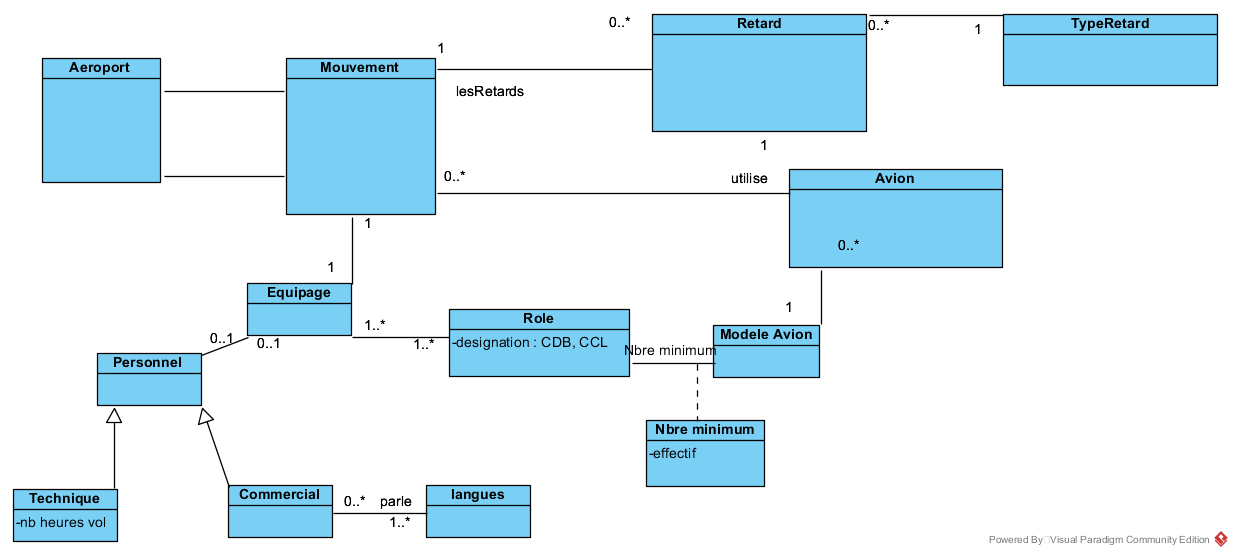 0..*
Retard
0..*
1
TypeRetard
Aeroport
Mouvement
1
lesRetards
1
0..*
utilise
Avion
0..*
1
1
1
Equipage
0..1
0..1
1..*
1..*
Role
-designation : CDB, CCL
Nbre minimum
Modele Avion
Personnel
Nbre minimum
-effectif
Technique
-nb heures vol
Commercial
0..*
parle
1..*
langues
Powered By Visual Paradigm Community Edition